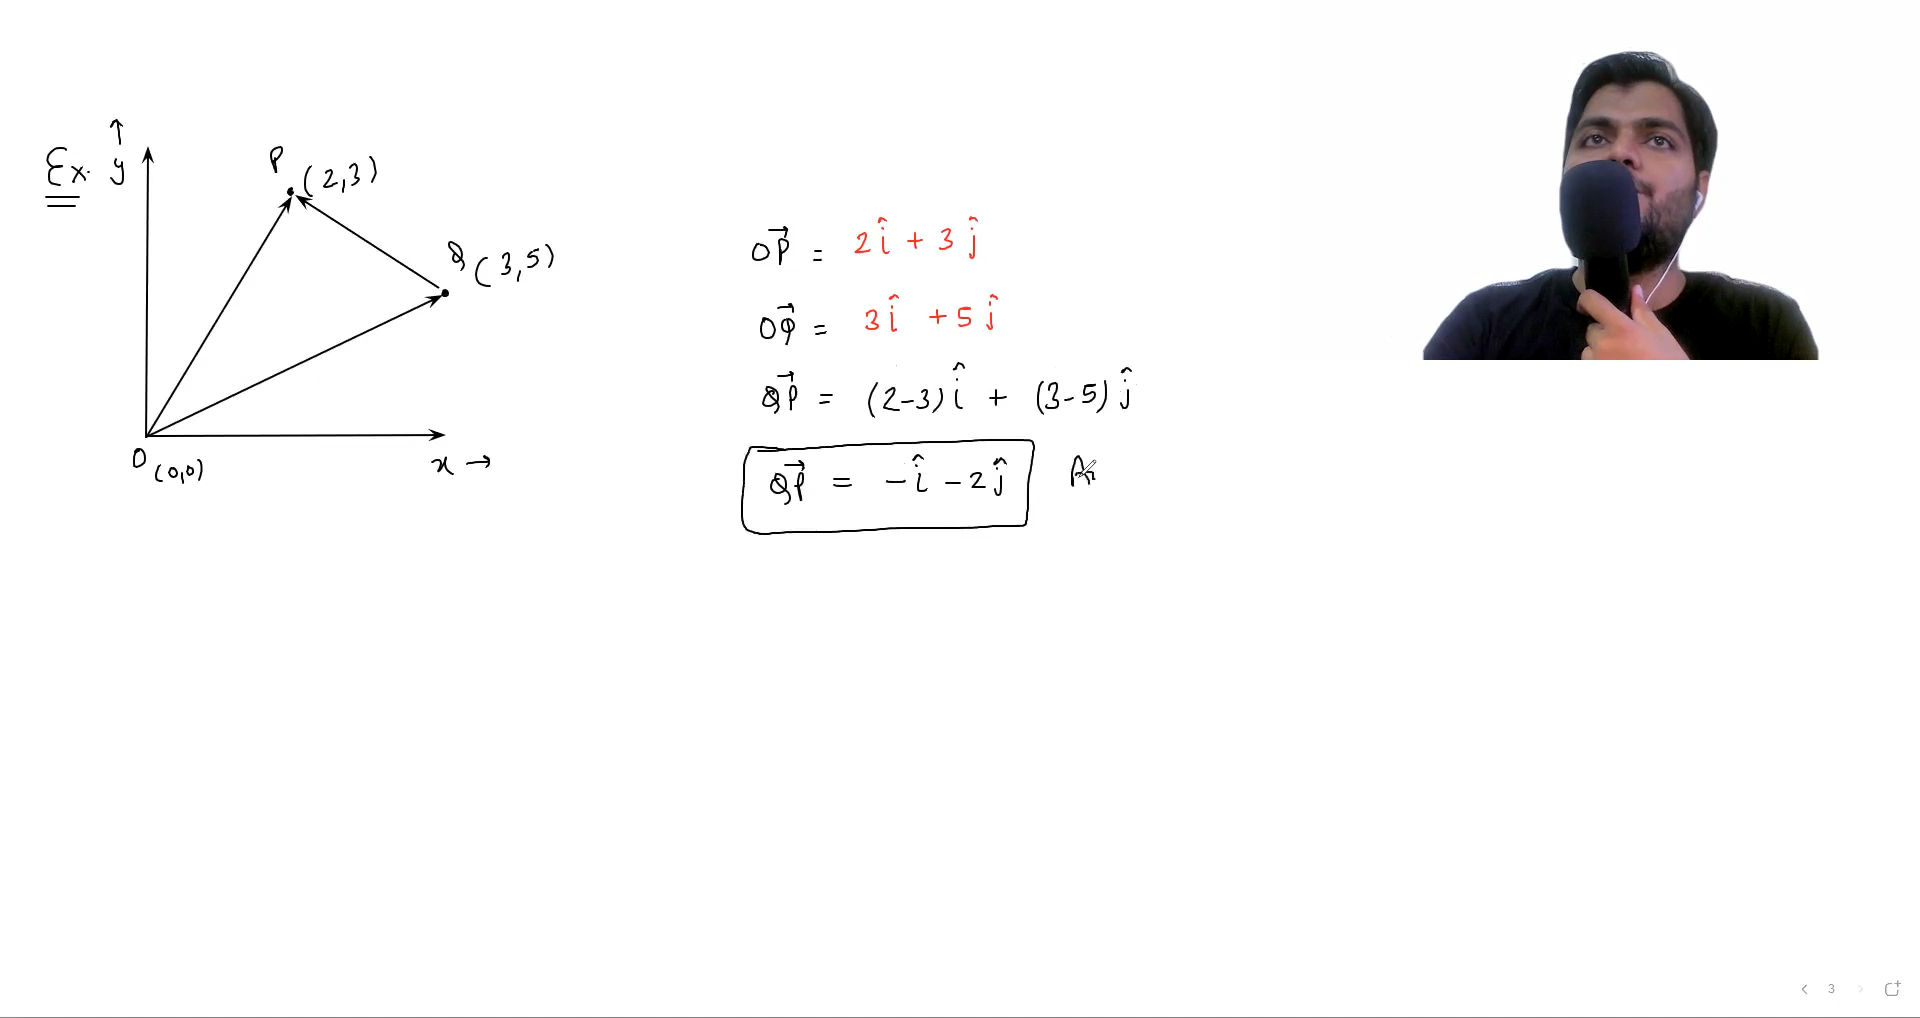 Ex. y ↑
P (2,3)
Q (3,5)
O (0,0)
x →
OP⃗ = 2î + 3ĵ
OQ⃗ = 3î + 5ĵ
QP⃗ = (2-3)î + (3-5)ĵ
QP⃗ = -î - 2ĵ
3